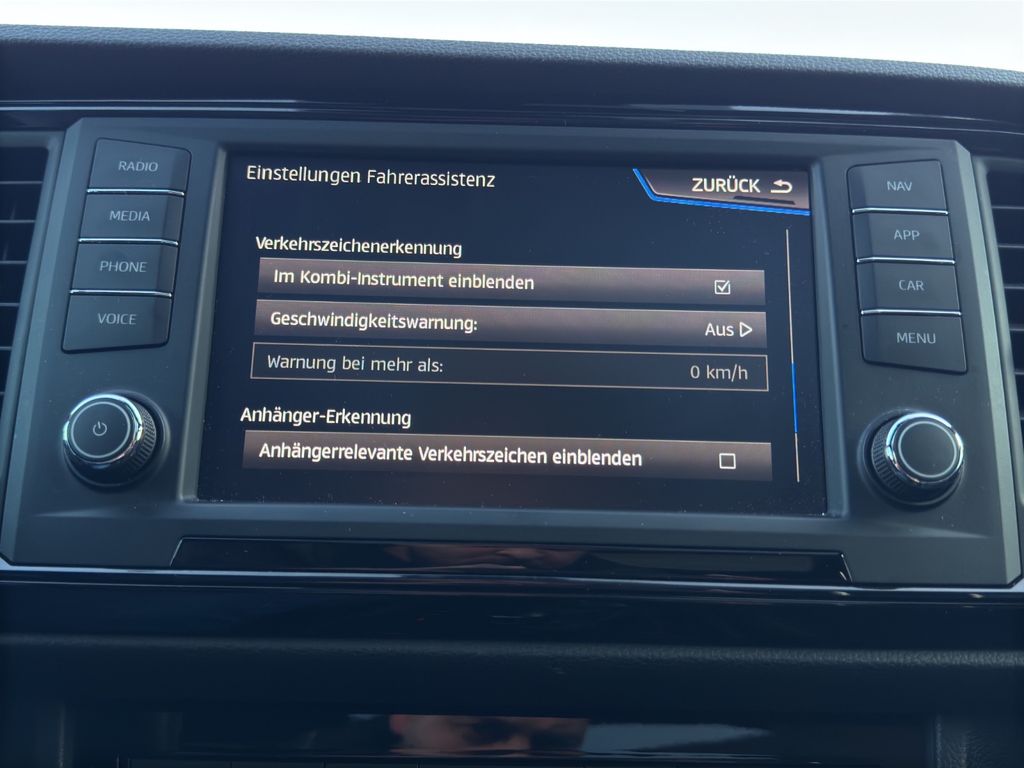 RADIO
MEDIA
PHONE
VOICE
Einstellungen Fahrerassistenz
ZURÜCK
Verkehrszeichenerkennung
Im Kombi-Instrument einblenden
Geschwindigkeitswarnung: Aus
Warnung bei mehr als: 0 km/h
Anhänger-Erkennung
Anhängerrelevante Verkehrszeichen einblenden
NAV
APP
CAR
MENU